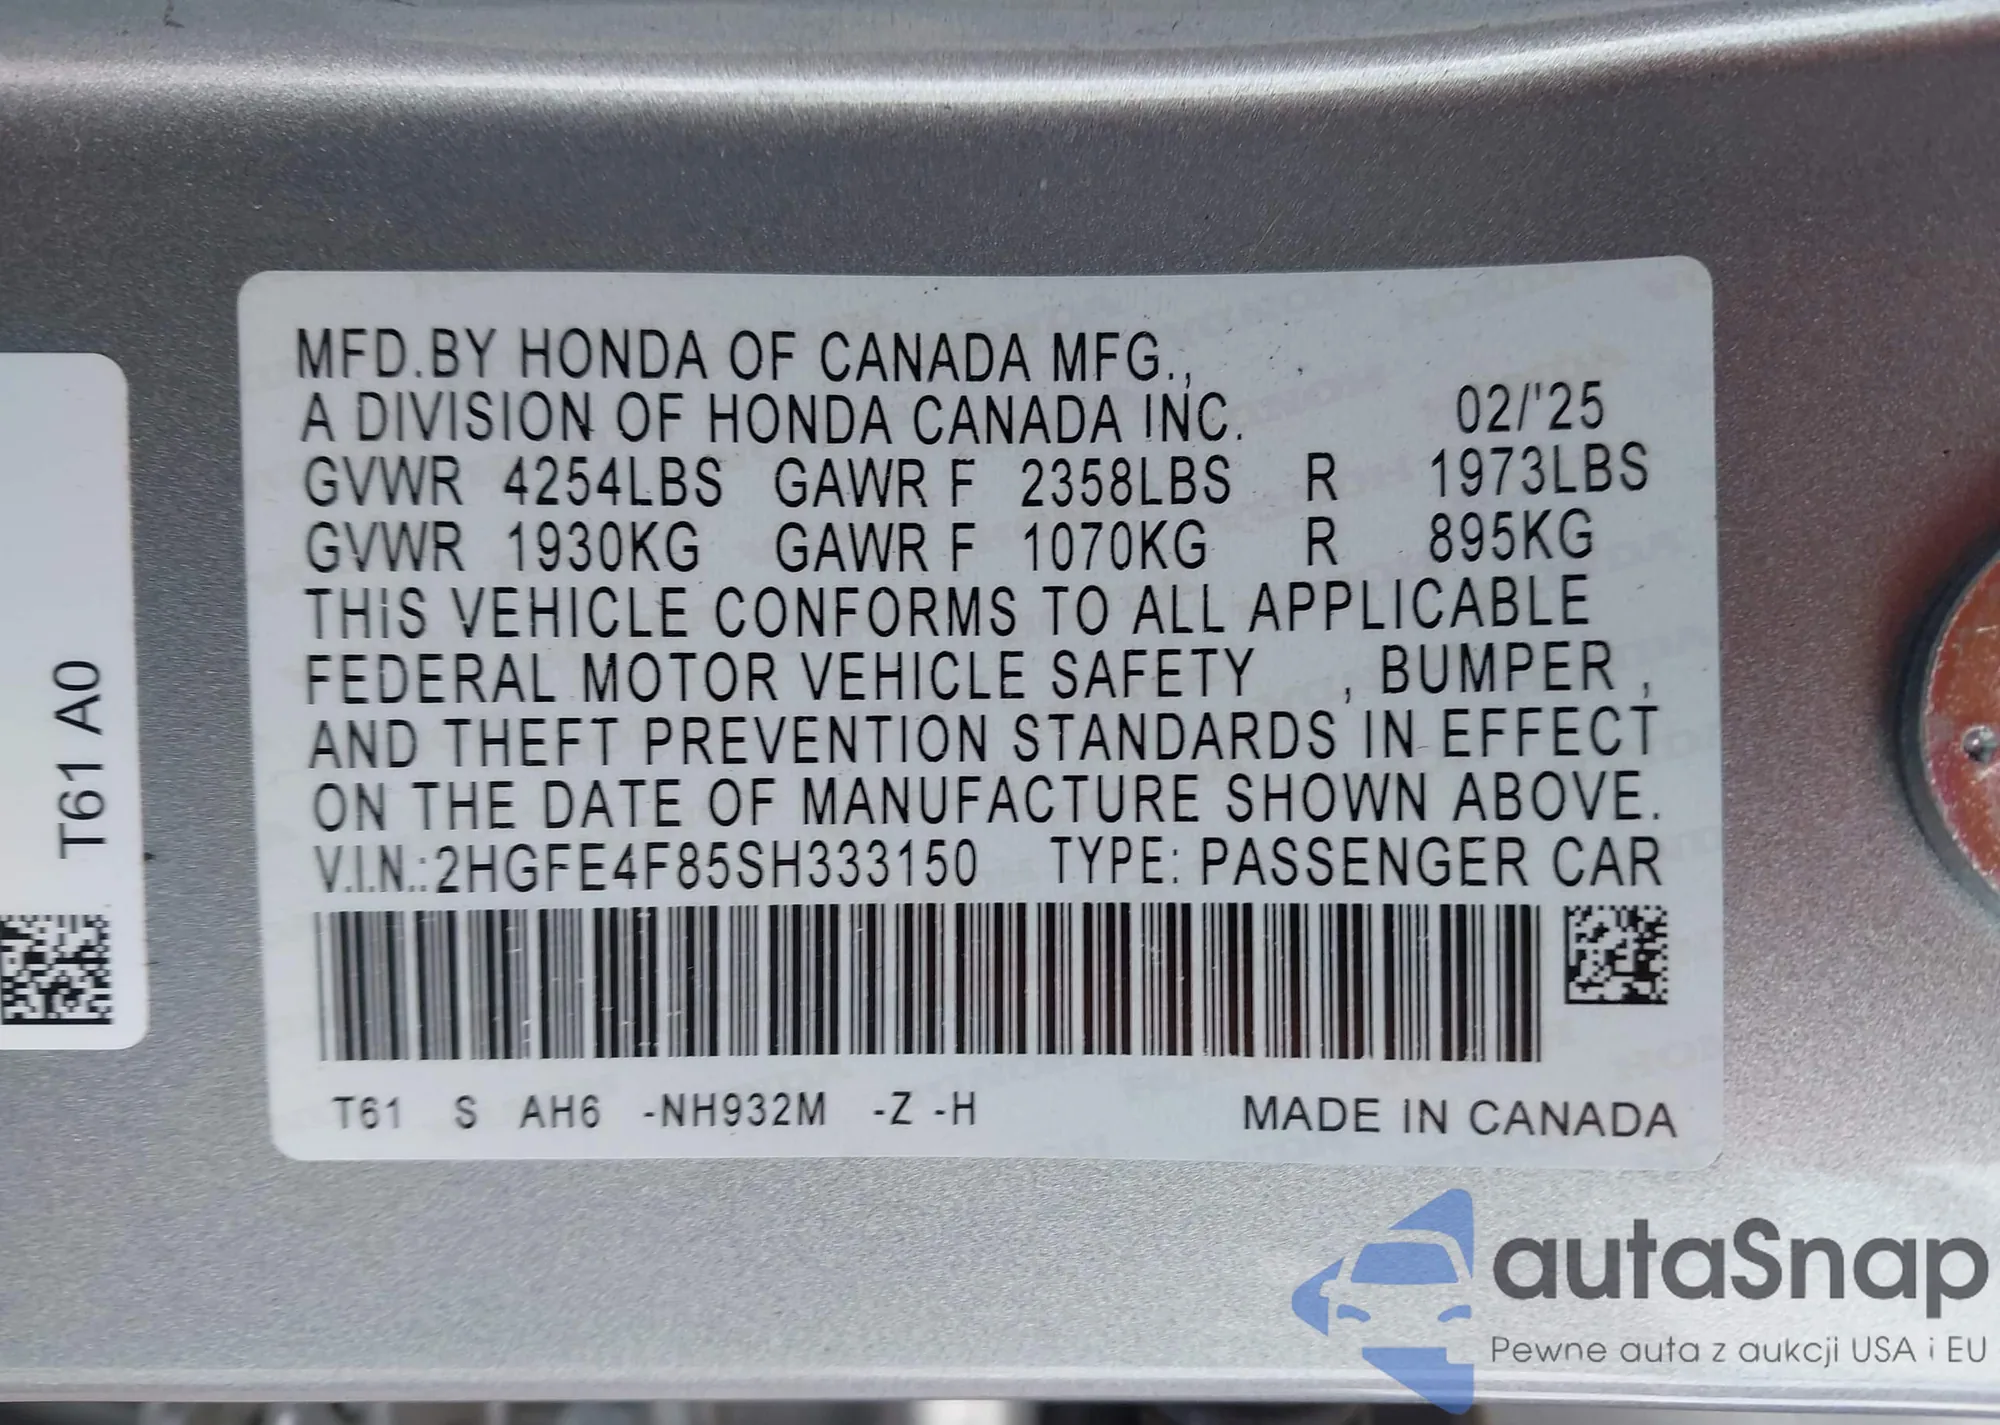 MFD.BY HONDA OF CANADA MFG.,
A DIVISION OF HONDA CANADA INC. 02/'25
GVWR 4254LBS GAWR F 2358LBS R 1973LBS
GVWR 1930KG GAWR F 1070KG R 895KG
THIS VEHICLE CONFORMS TO ALL APPLICABLE
FEDERAL MOTOR VEHICLE SAFETY , BUMPER ,
AND THEFT PREVENTION STANDARDS IN EFFECT
ON THE DATE OF MANUFACTURE SHOWN ABOVE.
V.I.N.:2HGFE4F85SH333150 TYPE: PASSENGER CAR
T61 S AH6 -NH932M -Z -H MADE IN CANADA
T61 A0
autaSnap
Pewne auta z aukcji USA i EU